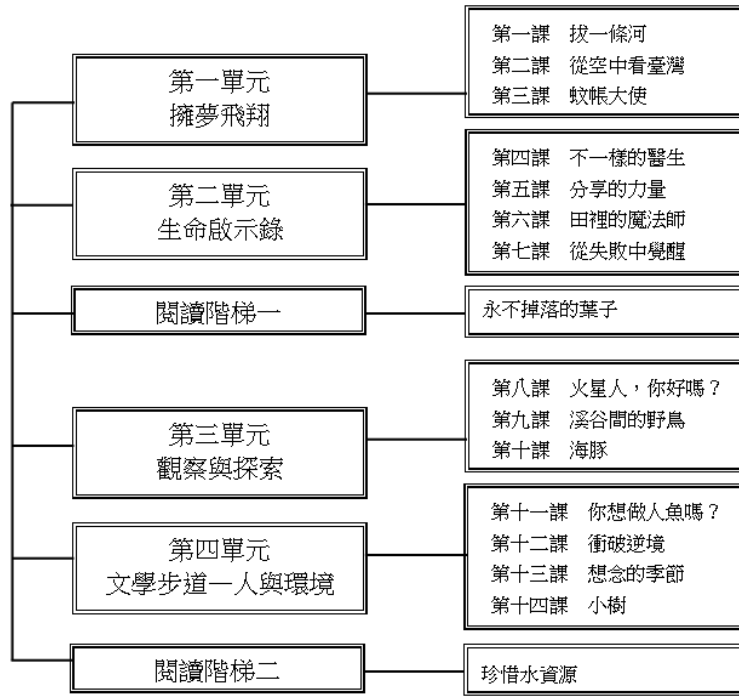 第一單元
擁夢飛翔
第一課 拔一條河
第二課 從空中看臺灣
第三課 蚊帳大使
第二單元
生命啟示錄
第四課 不一樣的醫生
第五課 分享的力量
第六課 田裡的魔法師
第七課 從失敗中覺醒
閱讀階梯一
永不掉落的葉子
第三單元
觀察與探索
第八課 火星人，你好嗎？
第九課 溪谷間的野鳥
第十課 海豚
第四單元
文學步道—人與環境
第十一課 你想做人魚嗎？
第十二課 衝破逆境
第十三課 想念的季節
第十四課 小樹
閱讀階梯二
珍惜水資源